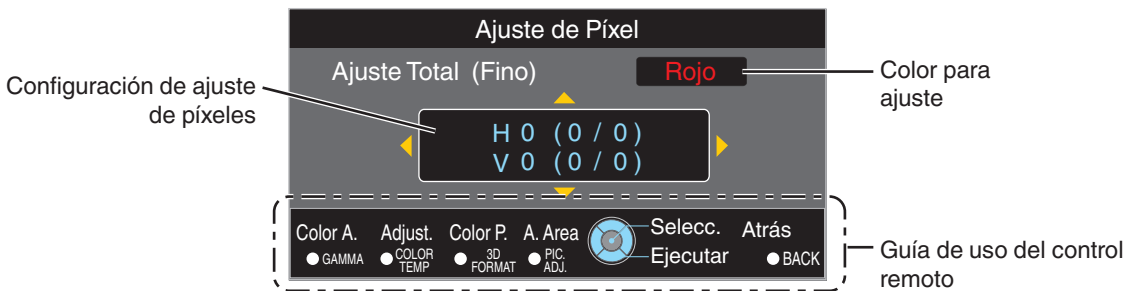 Ajuste de Píxel
Ajuste Total (Fino)
Rojo
Configuración de ajuste
de píxeles
Color para
ajuste
H 0 (0 / 0)
V 0 (0 / 0)
Color A.
Adjust.
Color P.
A. Area
Selecc.
Atrás
GAMMA
COLOR
TEMP
3D
FORMAT
PIC.
ADJ.
Ejecutar
BACK
Guía de uso del control
remoto